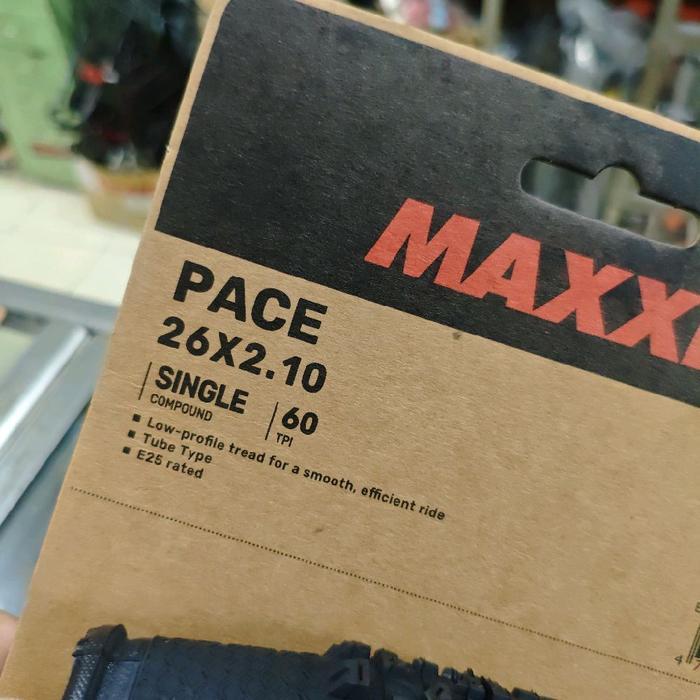 MAXX
PACE
26X2.10
SINGLE
COMPOUND
60
TPI
▪ Low-profile tread for a smooth, efficient ride
▪ Tube Type
▪ E25 rated